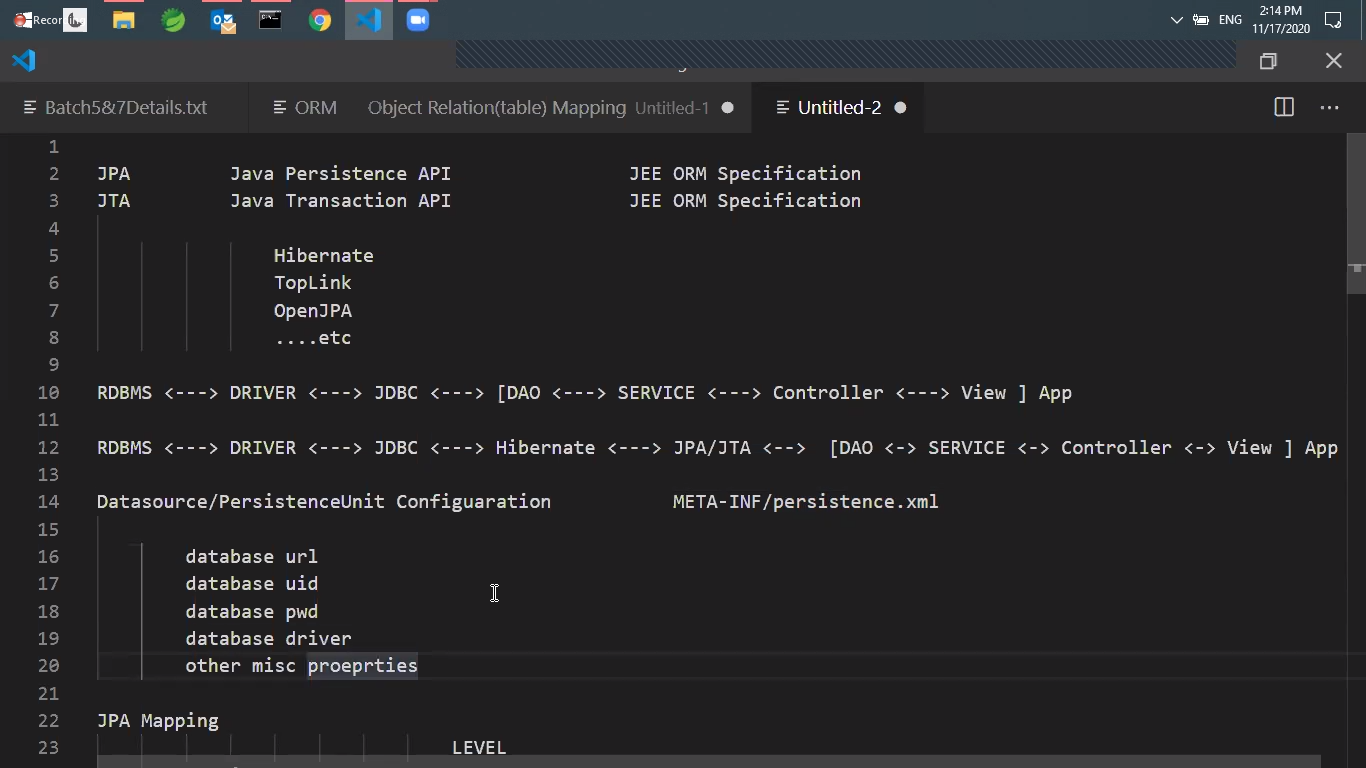 Recor
ENG
2:14 PM
11/17/2020
Batch5&7Details.txt
ORM Object Relation(table) Mapping Untitled-1
Untitled-2
1
2 JPA Java Persistence API JEE ORM Specification
3 JTA Java Transaction API JEE ORM Specification
4
5 Hibernate
6 TopLink
7 OpenJPA
8 ....etc
9
10 RDBMS <---> DRIVER <---> JDBC <---> [DAO <---> SERVICE <---> Controller <---> View ] App
11
12 RDBMS <---> DRIVER <---> JDBC <---> Hibernate <---> JPA/JTA <--> [DAO <-> SERVICE <-> Controller <-> View ] App
13
14 Datasource/PersistenceUnit Configuaration META-INF/persistence.xml
15
16 database url
17 database uid
18 database pwd
19 database driver
20 other misc proeprties
21
22 JPA Mapping
23 LEVEL